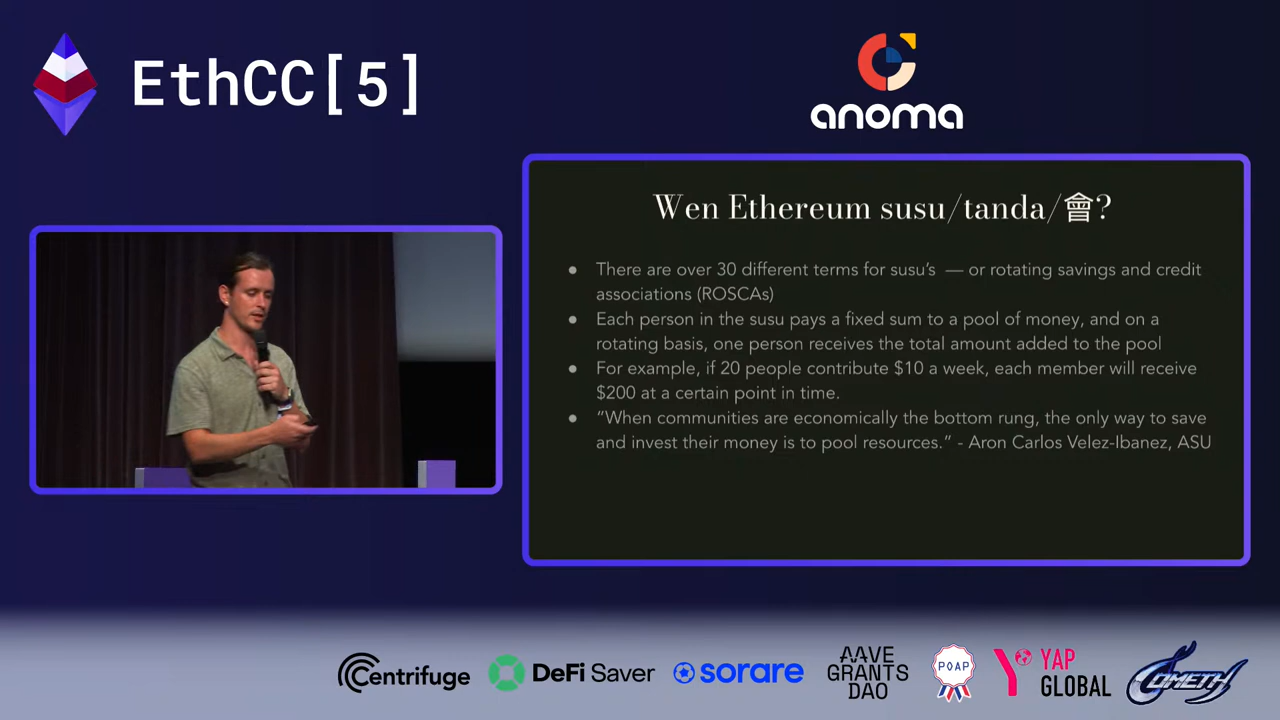 EthCC[5]
anoma
Wen Ethereum susu/tanda/會?
● There are over 30 different terms for susu's — or rotating savings and credit
associations (ROSCAs)
● Each person in the susu pays a fixed sum to a pool of money, and on a
rotating basis, one person receives the total amount added to the pool
● For example, if 20 people contribute $10 a week, each member will receive
$200 at a certain point in time.
● "When communities are economically the bottom rung, the only way to save
and invest their money is to pool resources." - Aron Carlos Velez-Ibanez, ASU
Centrifuge
DeFi Saver
sorare
AAVE
GRANTS
DAO
POAP
YAP
GLOBAL
COMETH